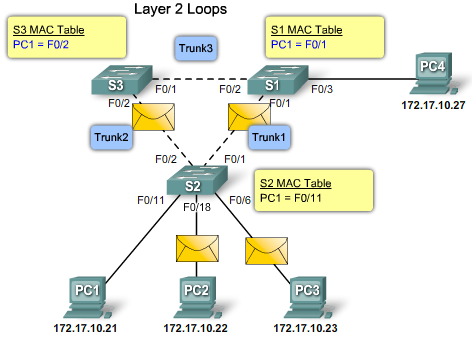 Layer 2 Loops
S3 MAC Table
PC1 = F0/2
Trunk3
S1 MAC Table
PC1 = F0/1
S3
F0/1
F0/2
S1
F0/3
PC4
172.17.10.27
F0/2
F0/1
Trunk2
Trunk1
F0/2
F0/1
S2
S2 MAC Table
PC1 = F0/11
F0/11
F0/18
F0/6
PC1
PC2
PC3
172.17.10.21
172.17.10.22
172.17.10.23